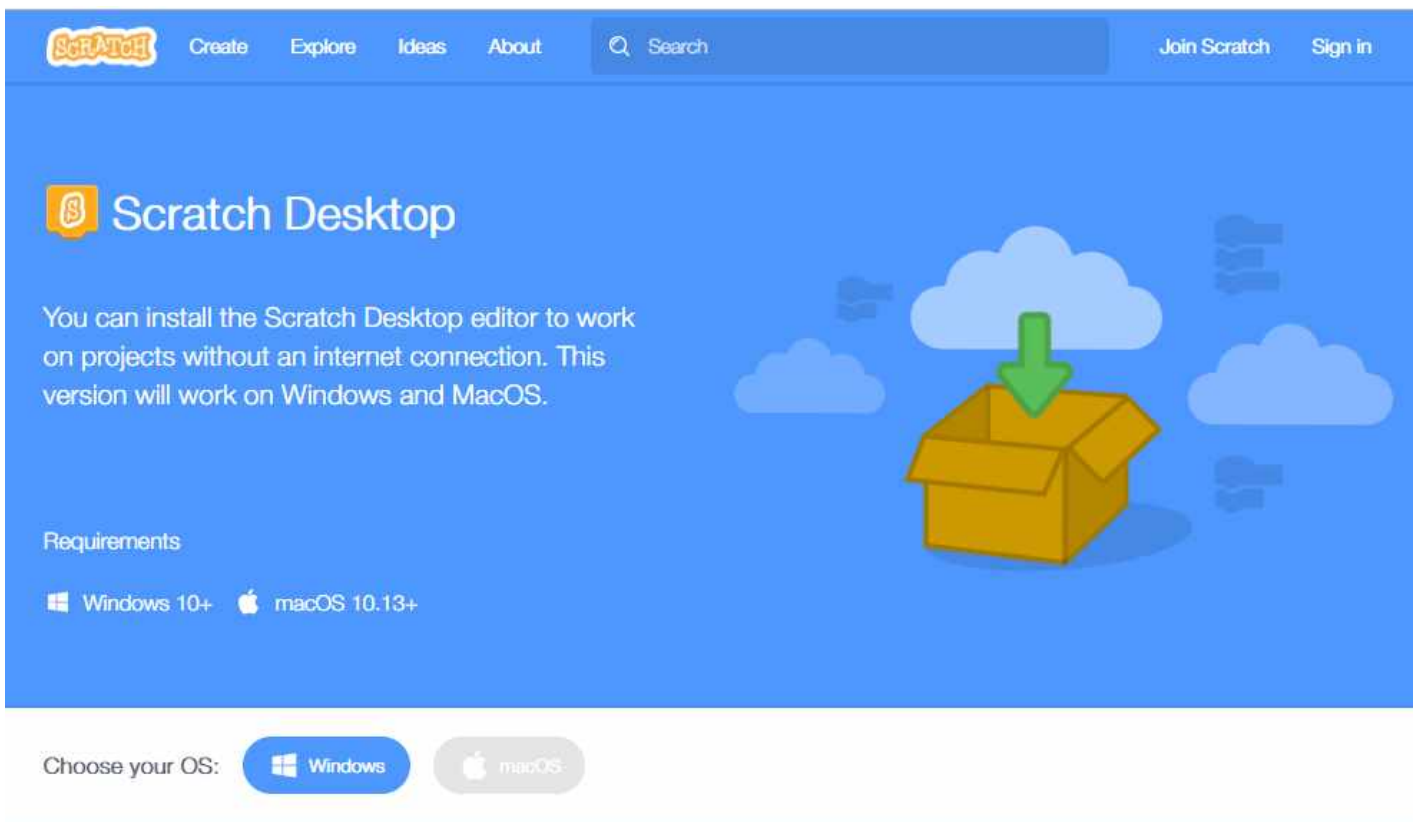 SCRATCH Create Explore Ideas About Search Join Scratch Sign in
S Scratch Desktop
You can install the Scratch Desktop editor to work
on projects without an internet connection. This
version will work on Windows and MacOS.
Requirements
Windows 10+ macOS 10.13+
Choose your OS: Windows macOS